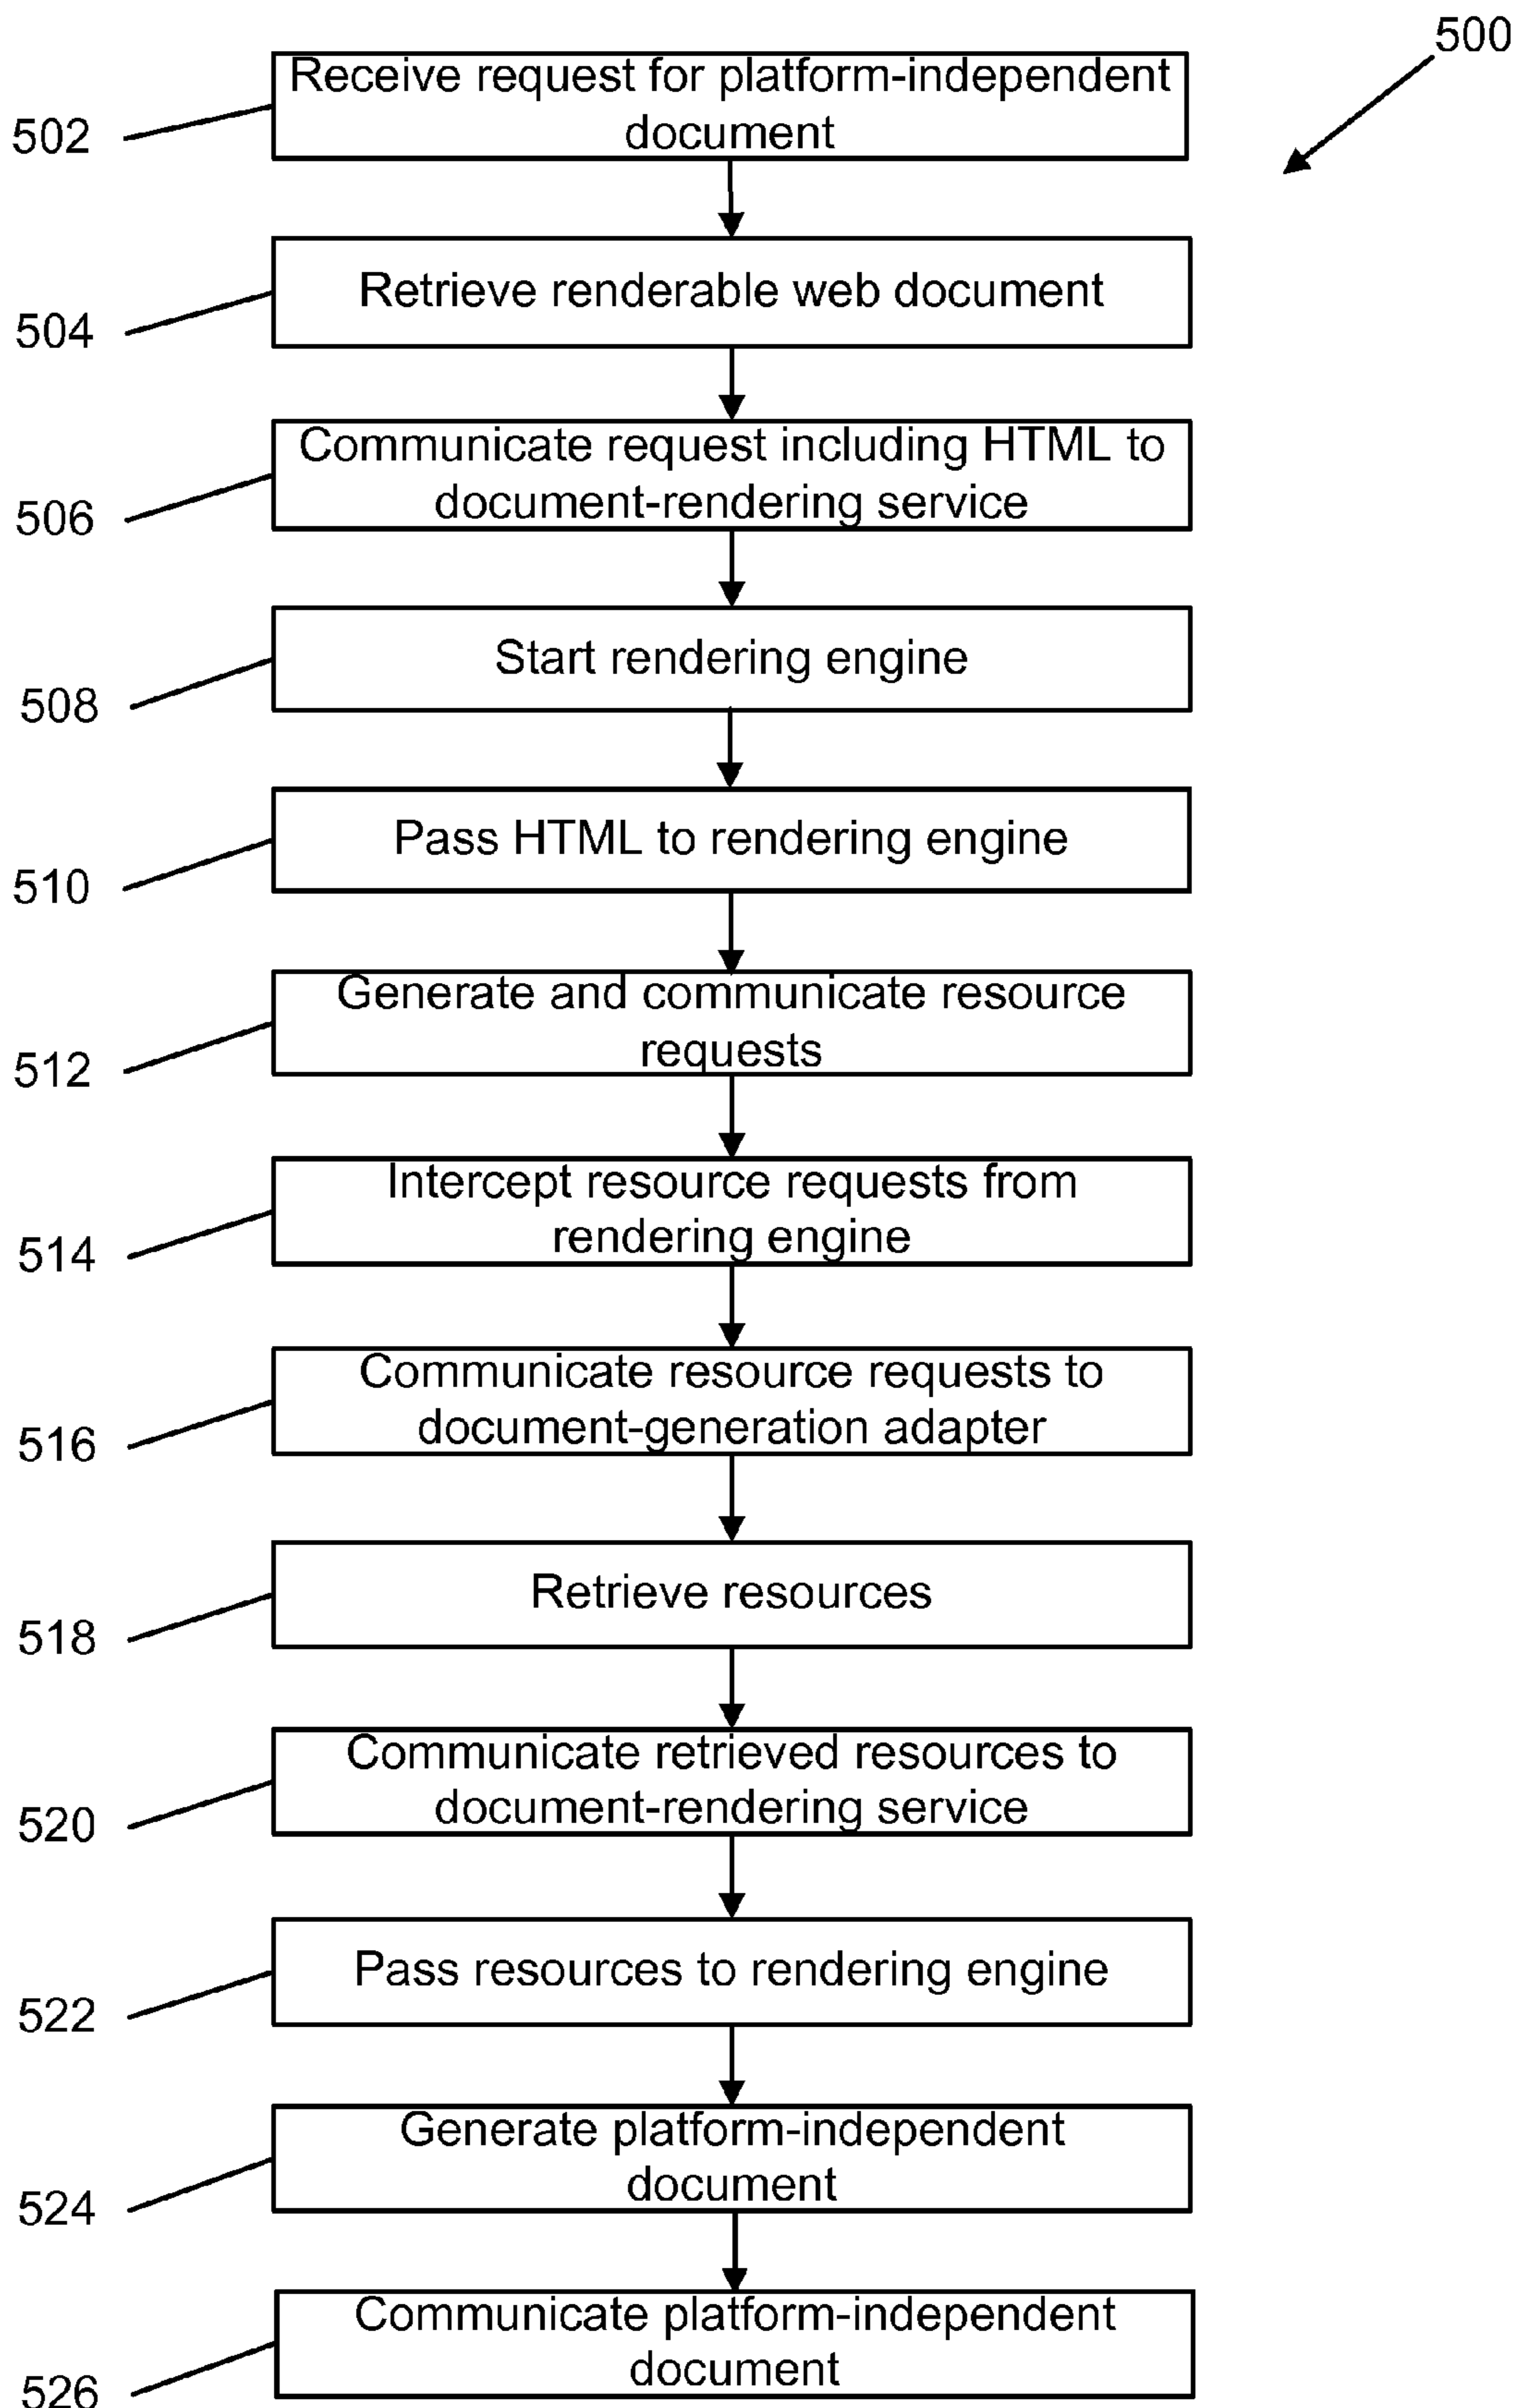 500
Receive request for platform-independent
document
502
Retrieve renderable web document
504
Communicate request including HTML to
document-rendering service
506
Start rendering engine
508
Pass HTML to rendering engine
510
Generate and communicate resource
requests
512
Intercept resource requests from
rendering engine
514
Communicate resource requests to
document-generation adapter
516
Retrieve resources
518
Communicate retrieved resources to
document-rendering service
520
Pass resources to rendering engine
522
Generate platform-independent
document
524
Communicate platform-independent
document
526